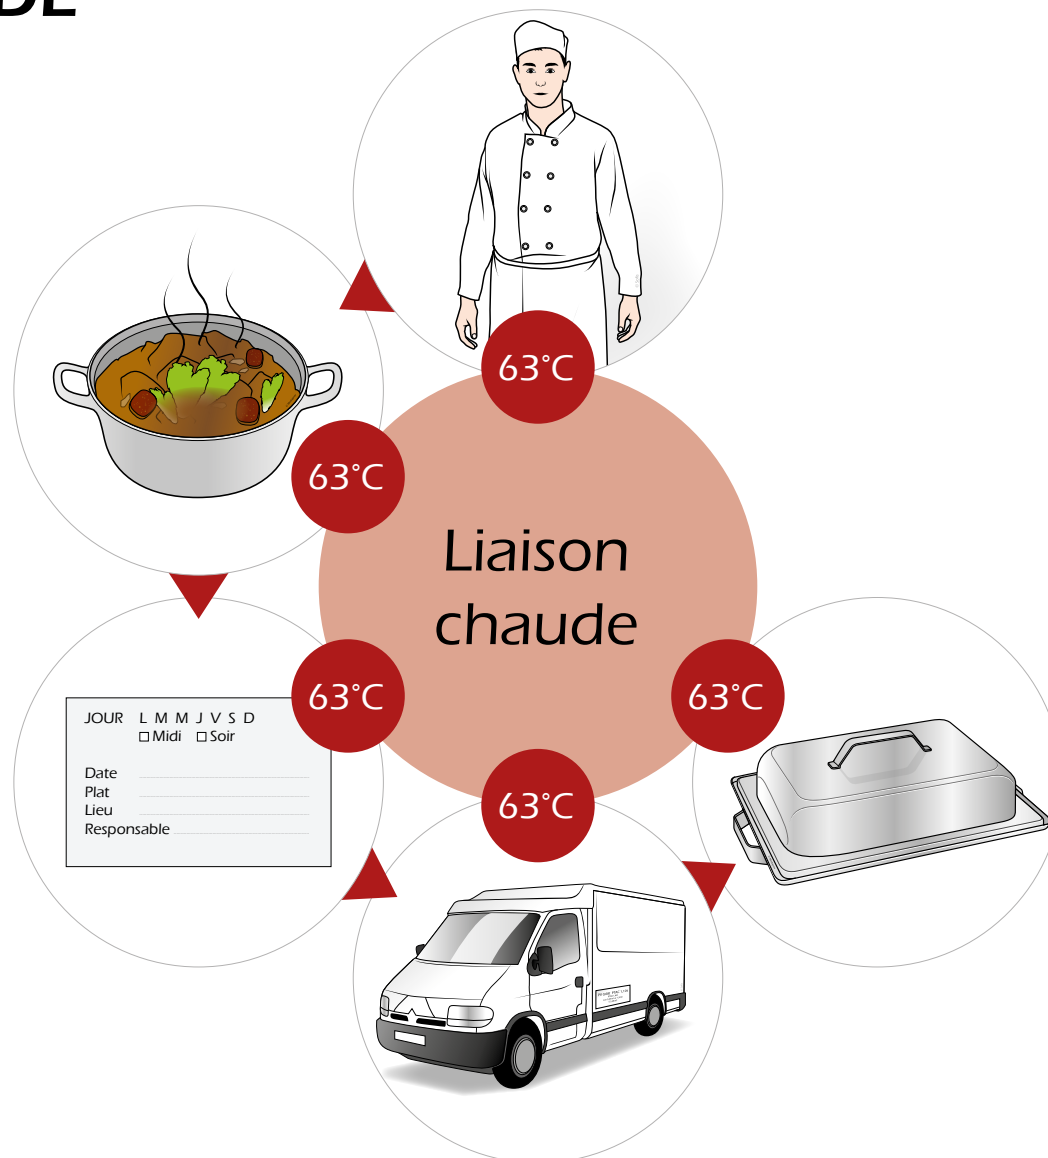 DE
63°C
63°C
Liaison
chaude
63°C
63°C
63°C
JOUR L M M J V S D
☐ Midi ☐ Soir
Date
Plat
Lieu
Responsable